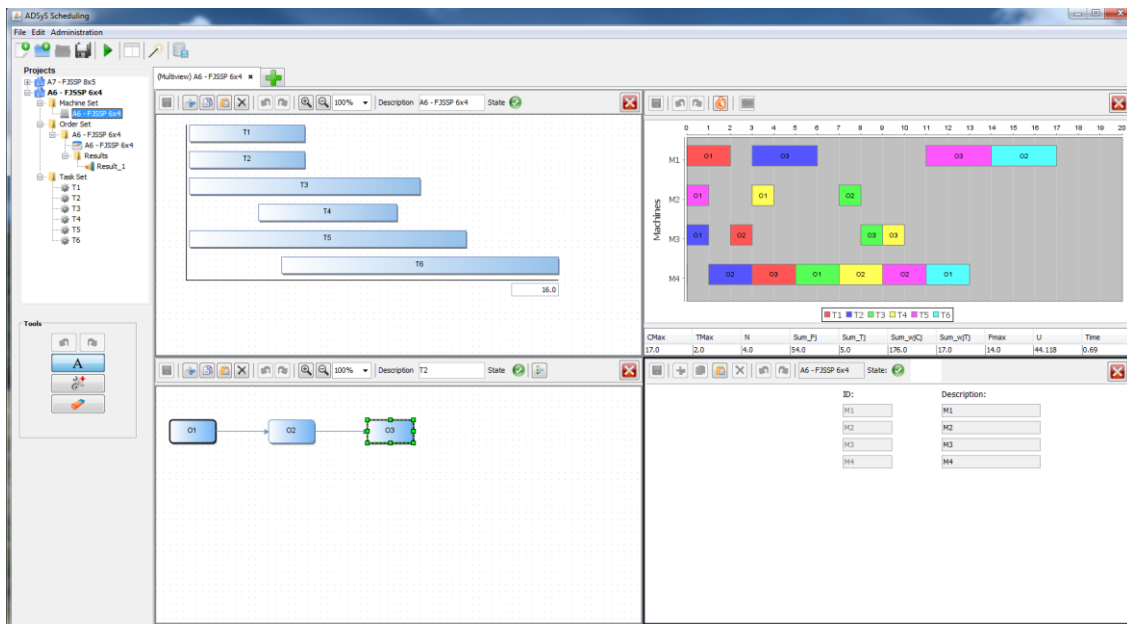 ADSyS Scheduling
File Edit Administration
Projects
A7 - FJSSP 8x5
A6 - FJSSP 6x4
Machine Set
A6 - FJSSP 6x4
Order Set
A6 - FJSSP 6x4
A6 - FJSSP 6x4
Results
Result_1
Task Set
T1
T2
T3
T4
T5
T6
Tools
A
(Multiview) A6 - FJSSP 6x4
100% Description A6 - FJSSP 6x4 State
T1
T2
T3
T4
T5
T6
16.0
0 1 2 3 4 5 6 7 8 9 10 11 12 13 14 15 16 17 18 19 20
Machines
M1 O1 O3 O3 O2
M2 O1 O1 O2
M3 O1 O2 O3 O3
M4 O2 O3 O1 O2 O2 O1
T1 T2 T3 T4 T5 T6
CMax TMax N Sum_Pj Sum_Tj Sum_wjCj Sum_wjTj Pmax U Time
17.0 2.0 4.0 54.0 5.0 176.0 17.0 14.0 44.118 0.69
100% Description T2 State
O1 O2 O3
A6 - FJSSP 6x4 State:
ID: Description:
M1 M1
M2 M2
M3 M3
M4 M4